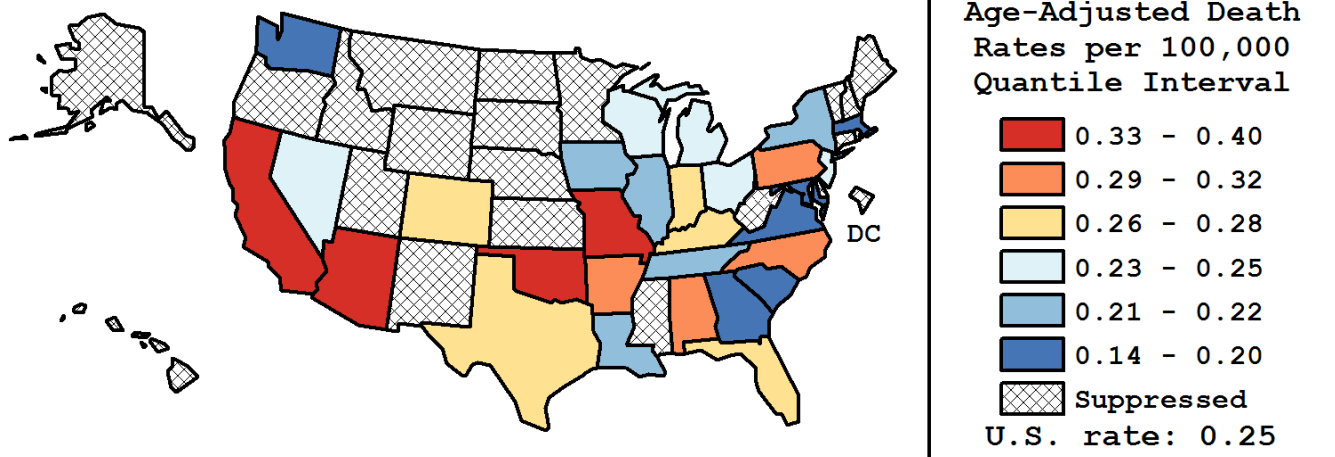 Age-Adjusted Death
Rates per 100,000
Quantile Interval
0.33 - 0.40
0.29 - 0.32
0.26 - 0.28
0.23 - 0.25
0.21 - 0.22
0.14 - 0.20
Suppressed
U.S. rate: 0.25
DC